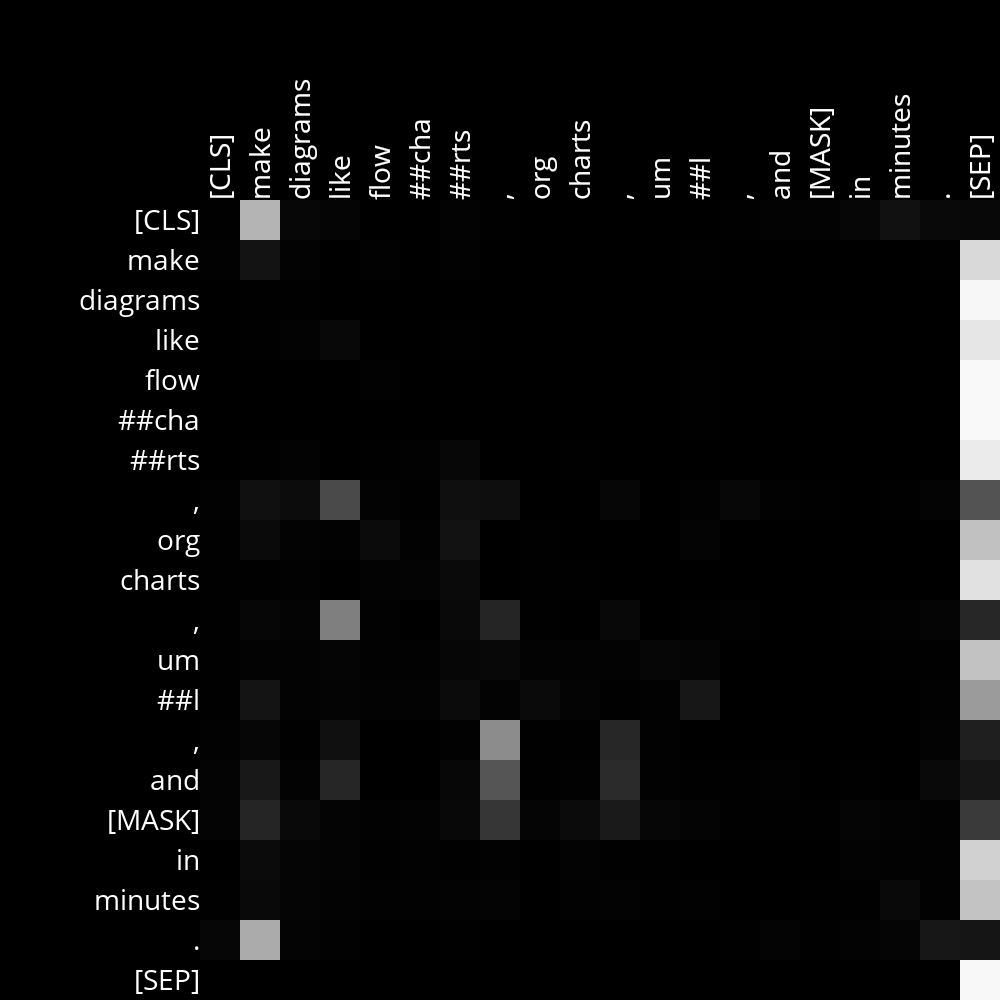 [CLS]
make
diagrams
like
flow
##cha
##rts
,
org
charts
,
um
##l
,
and
[MASK]
in
minutes
.
[SEP]
[CLS]
make
diagrams
like
flow
##cha
##rts
,
org
charts
,
um
##l
,
and
[MASK]
in
minutes
.
[SEP]